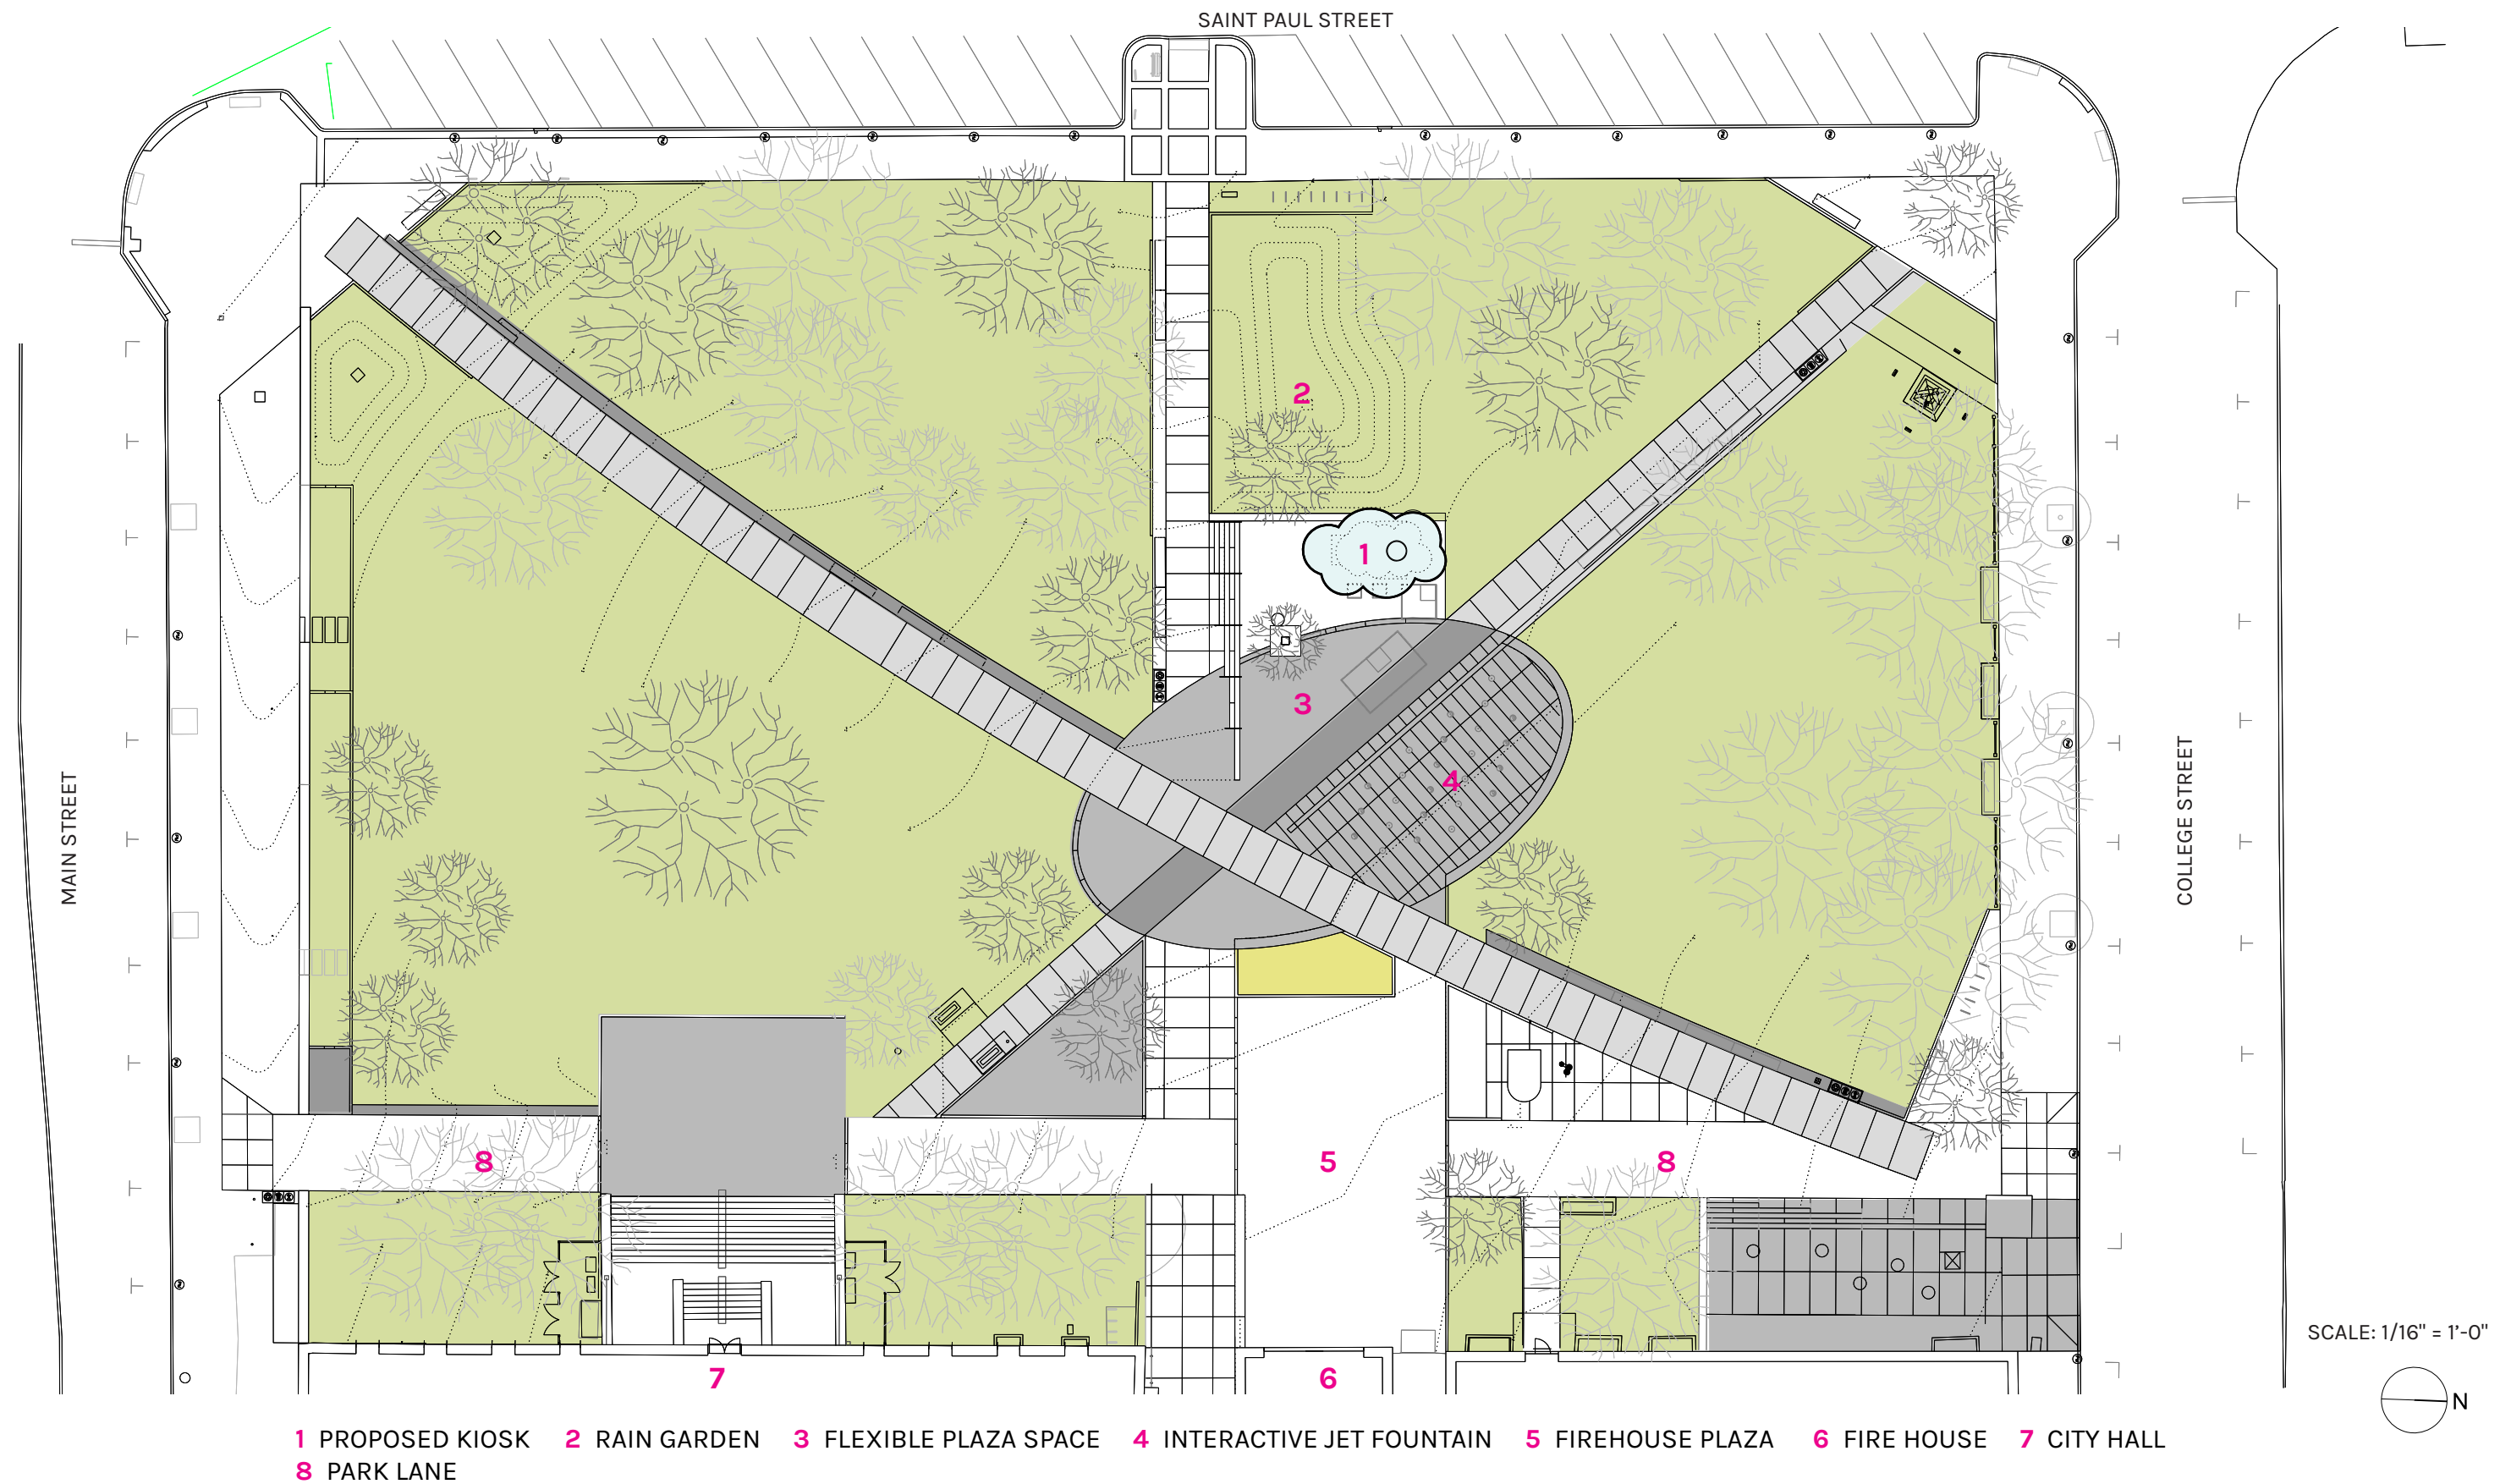 SAINT PAUL STREET
2
1
3
4
MAIN STREET
COLLEGE STREET
8
5
8
7
6
SCALE: 1/16" = 1'-0"
N
1 PROPOSED KIOSK 2 RAIN GARDEN 3 FLEXIBLE PLAZA SPACE 4 INTERACTIVE JET FOUNTAIN 5 FIREHOUSE PLAZA 6 FIRE HOUSE 7 CITY HALL
8 PARK LANE